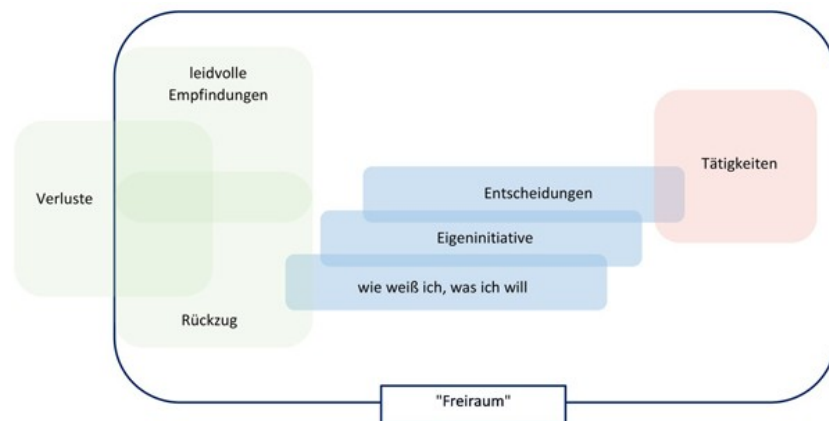 leidvolle
Empfindungen
Verluste
Rückzug
Tätigkeiten
Entscheidungen
Eigeninitiative
wie weiß ich, was ich will
"Freiraum"